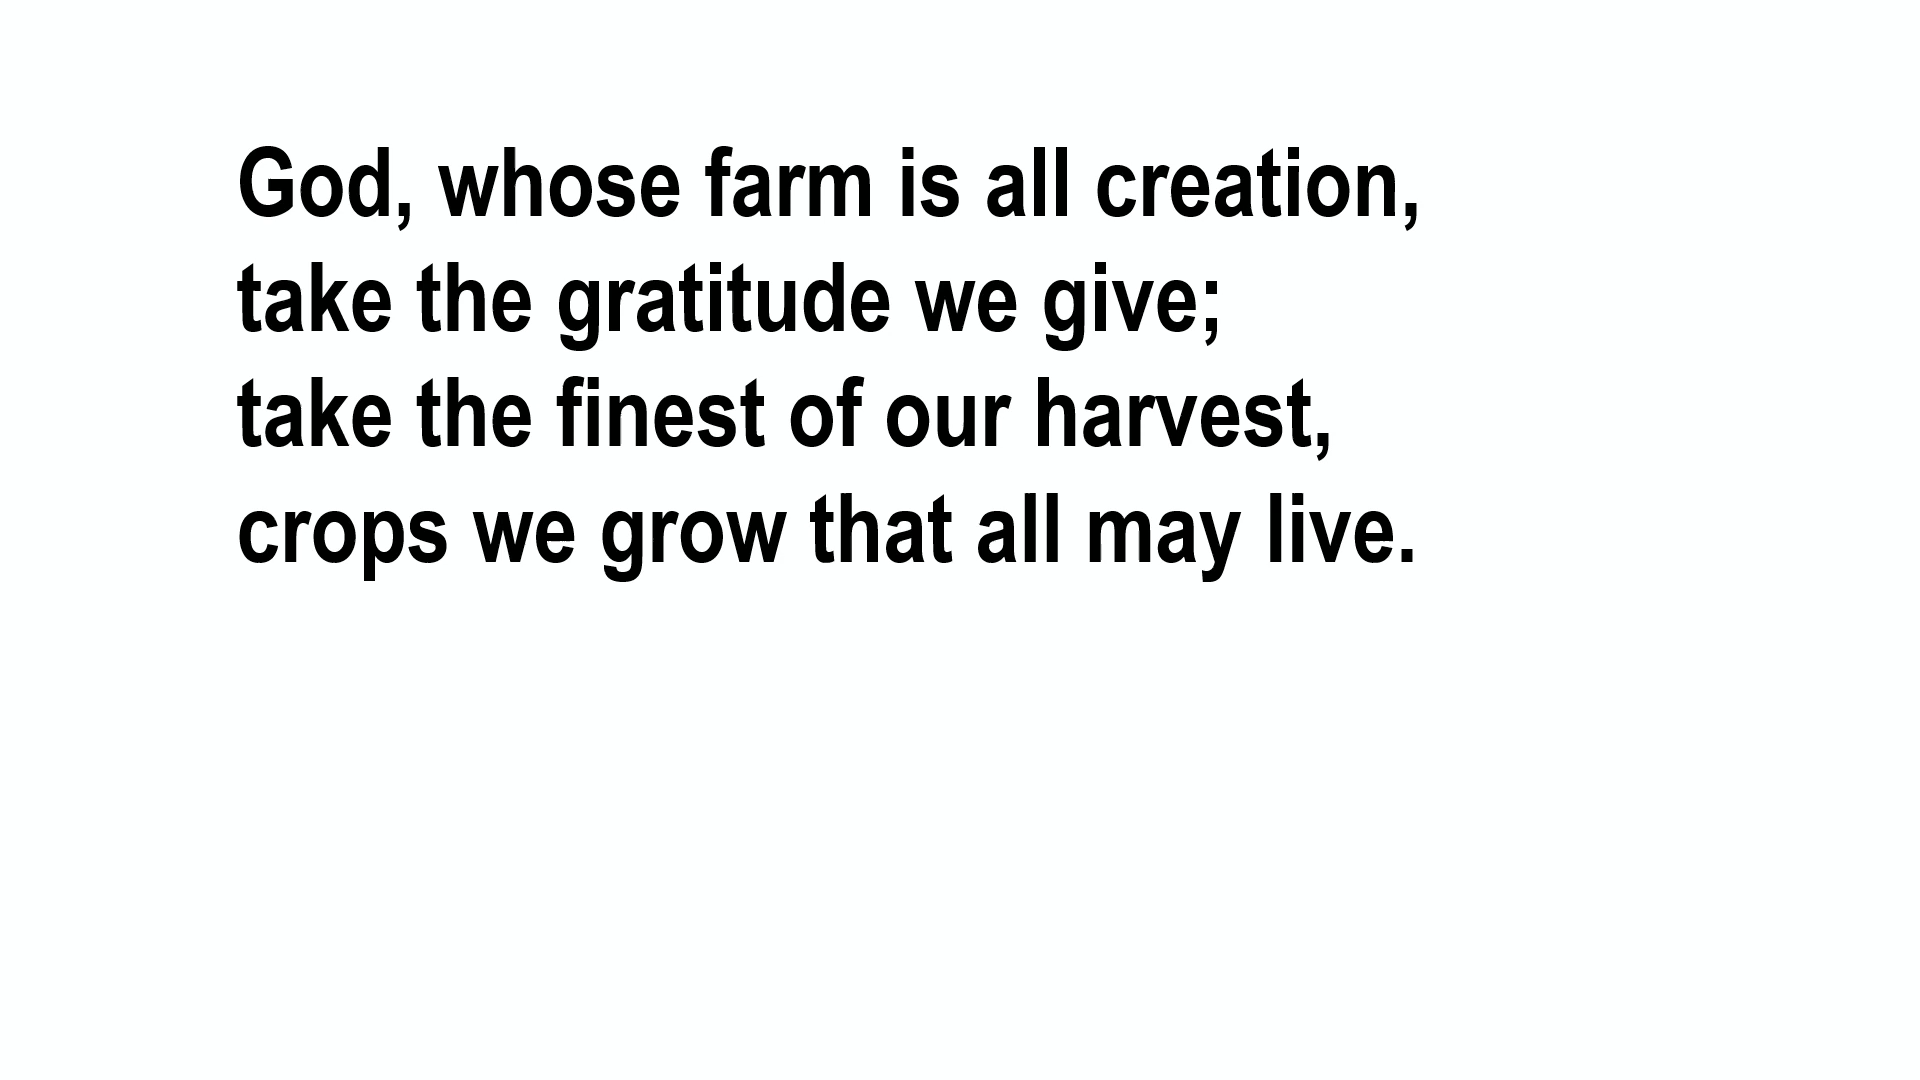 God, whose farm is all creation,
take the gratitude we give;
take the finest of our harvest,
crops we grow that all may live.